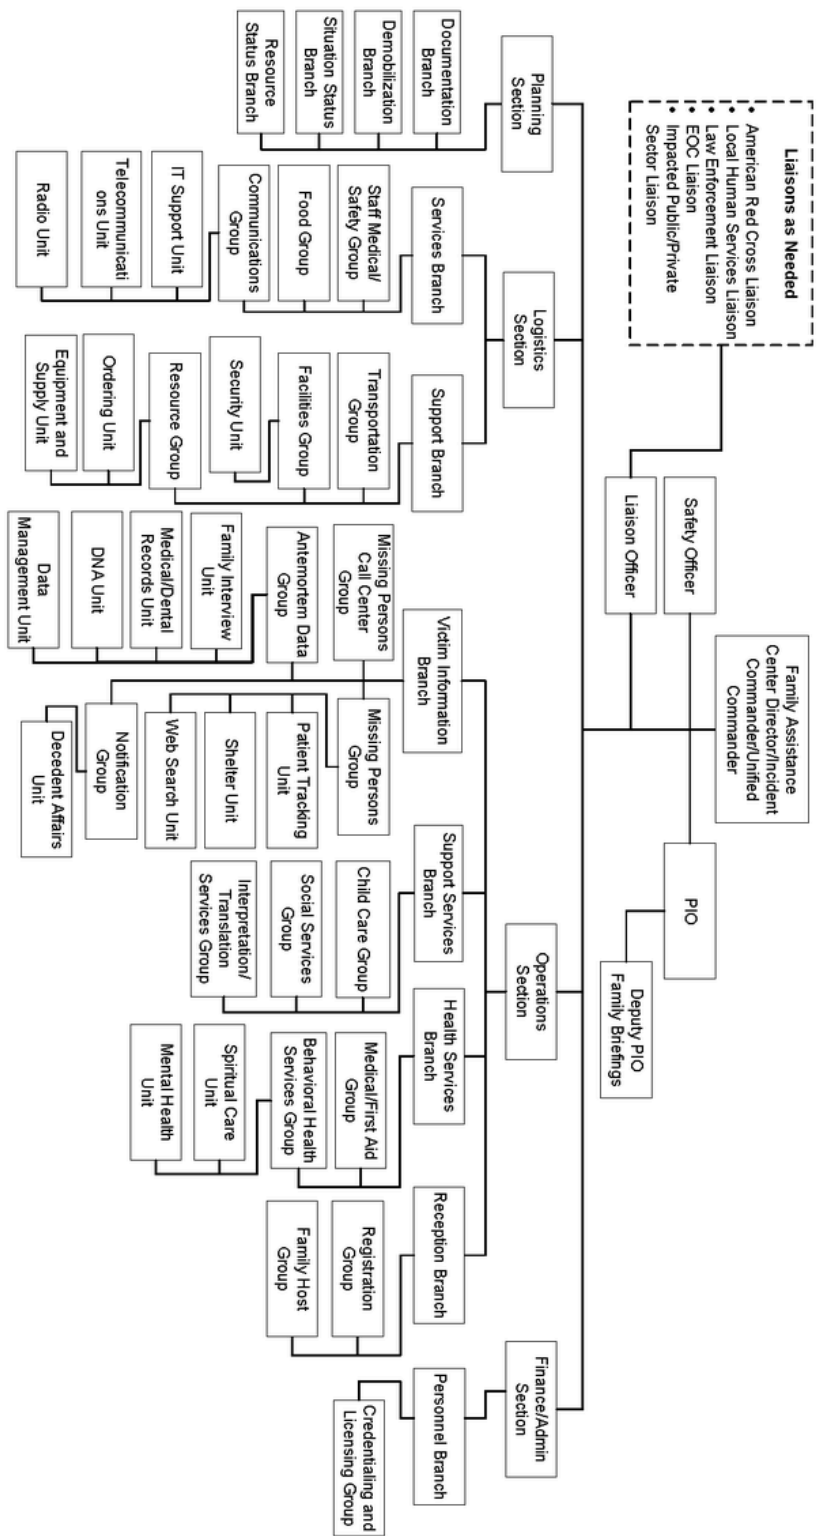 Family Assistance
Center Director/Incident
Commander/Unified
Commander
Safety Officer
PIO
Liaison Officer
Deputy PIO
Family Briefings
Liaisons as Needed
• American Red Cross Liaison
• Local Human Services Liaison
• Law Enforcement Liaison
• EOC Liaison
• Impacted Public/Private
Sector Liaison
Planning
Section
Logistics
Section
Operations
Section
Finance/Admin
Section
Documentation
Branch
Demobilization
Branch
Situation Status
Branch
Resource
Status Branch
Services Branch
Staff Medical/
Safety Group
Food Group
Communications
Group
IT Support Unit
Telecommunicati
ons Unit
Radio Unit
Support Branch
Transportation
Group
Facilities Group
Security Unit
Resource Group
Ordering Unit
Equipment and
Supply Unit
Victim Information
Branch
Missing Persons
Call Center
Group
Antemortem Data
Group
Family Interview
Unit
Medical/Dental
Records Unit
DNA Unit
Data
Management Unit
Missing Persons
Group
Patient Tracking
Unit
Shelter Unit
Web Search Unit
Notification
Group
Decedent Affairs
Unit
Support Services
Branch
Child Care Group
Social Services
Group
Interpretation/
Translation
Services Group
Health Services
Branch
Medical/First Aid
Group
Behavioral Health
Services Group
Spiritual Care
Unit
Mental Health
Unit
Reception Branch
Registration
Group
Family Host
Group
Personnel Branch
Credentialing and
Licensing Group